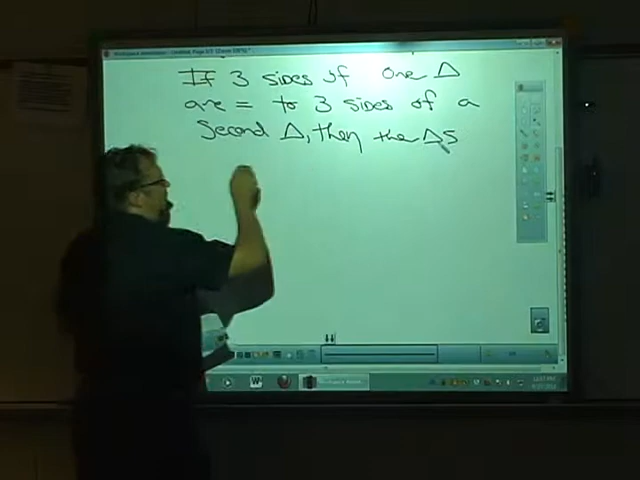 If 3 sides of one Δ
are = to 3 sides of a
second Δ, then the Δs